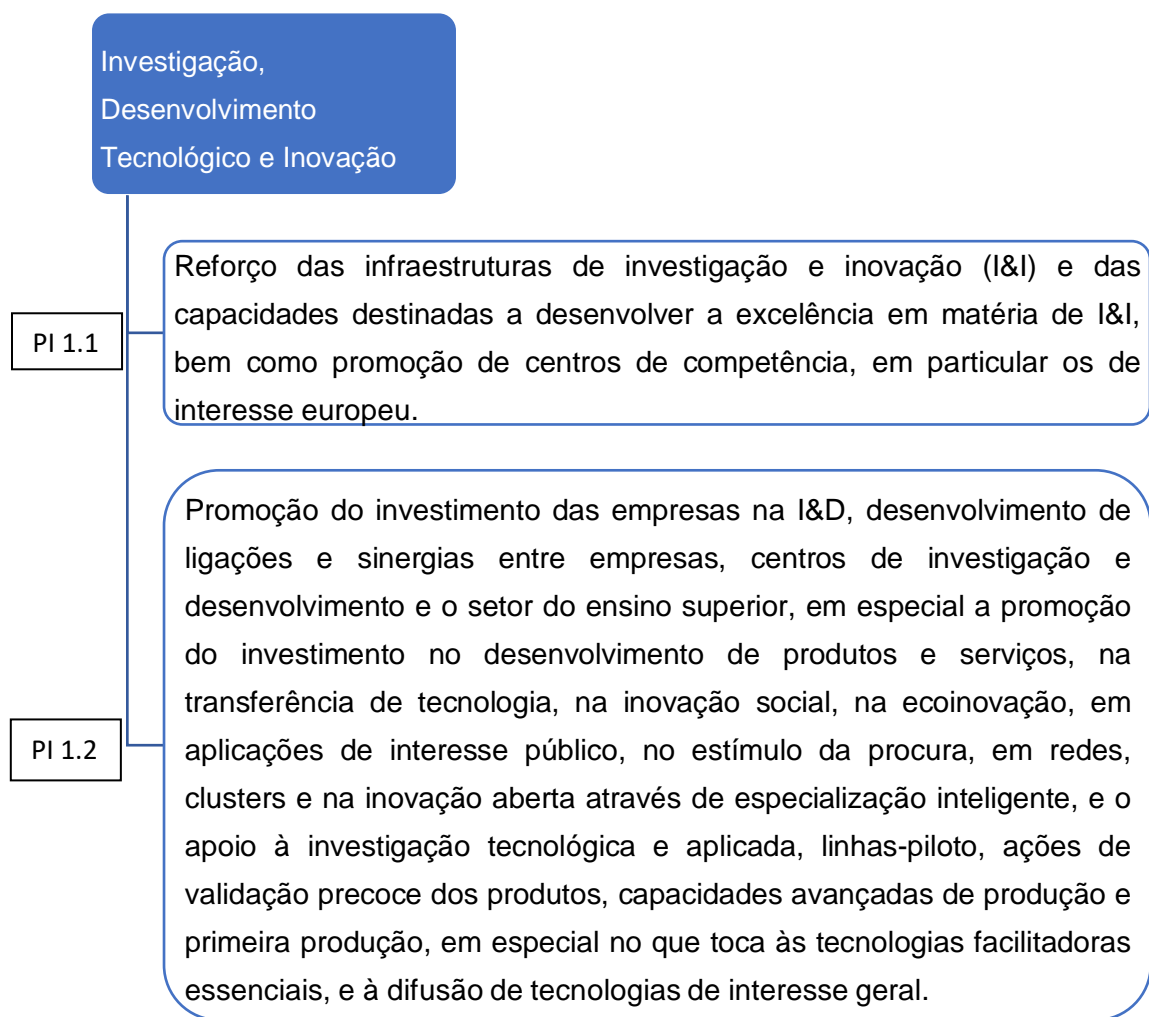 Investigação,
Desenvolvimento
Tecnológico e Inovação
PI 1.1
Reforço das infraestruturas de investigação e inovação (I&I) e das
capacidades destinadas a desenvolver a excelência em matéria de I&I,
bem como promoção de centros de competência, em particular os de
interesse europeu.
PI 1.2
Promoção do investimento das empresas na I&D, desenvolvimento de
ligações e sinergias entre empresas, centros de investigação e
desenvolvimento e o setor do ensino superior, em especial a promoção
do investimento no desenvolvimento de produtos e serviços, na
transferência de tecnologia, na inovação social, na ecoinovação, em
aplicações de interesse público, no estímulo da procura, em redes,
clusters e na inovação aberta através de especialização inteligente, e o
apoio à investigação tecnológica e aplicada, linhas-piloto, ações de
validação precoce dos produtos, capacidades avançadas de produção e
primeira produção, em especial no que toca às tecnologias facilitadoras
essenciais, e à difusão de tecnologias de interesse geral.